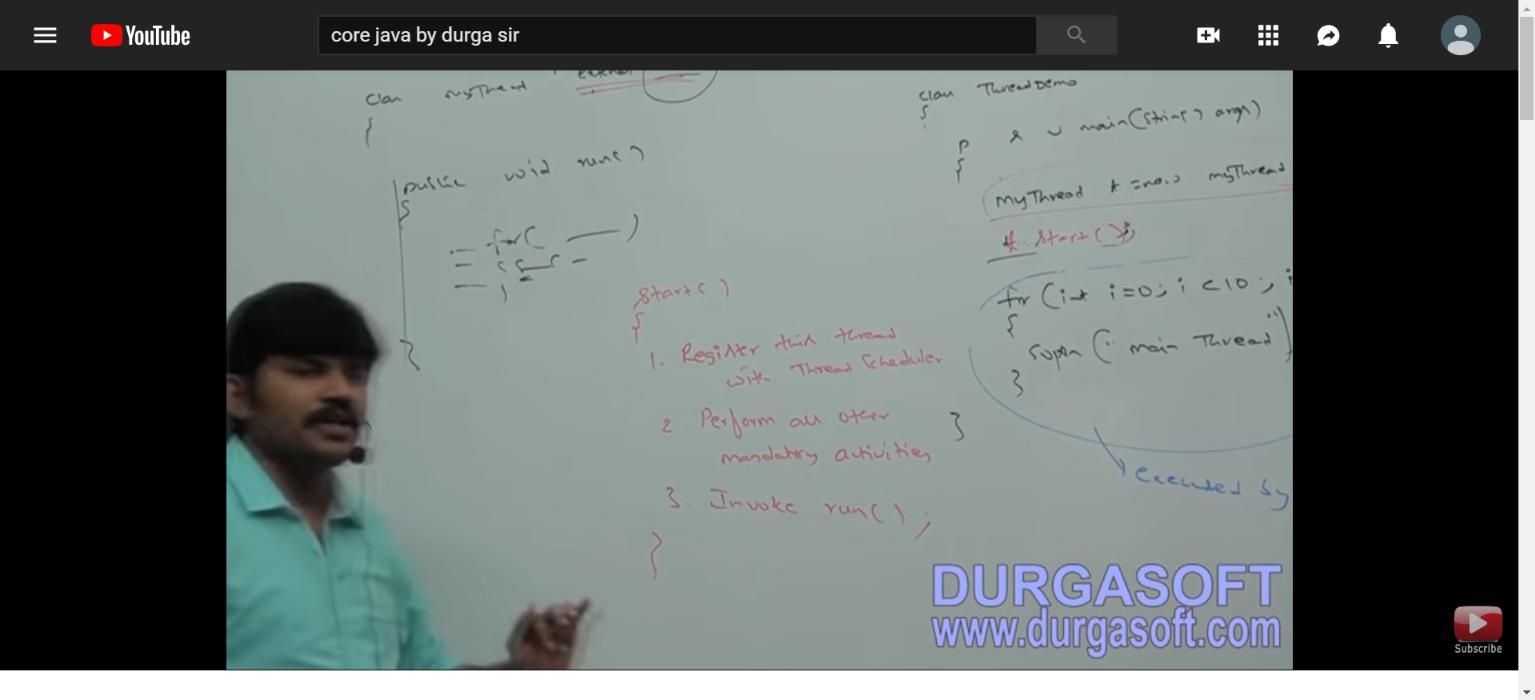 YouTube
core java by durga sir
class myThread extends
{
public void run()
{
for( )
}
start()
{
1. Register this thread
with Thread Scheduler
2. Perform all other
mandatory activities
3. Invoke run();
}
class ThreadDemo
{
p s v main(String[] args)
{
myThread t = new myThread
t.start();
for (int i=0; i<10; i
{
sopln("main Thread")
}
}
executed by
DURGASOFT
www.durgasoft.com
Subscribe